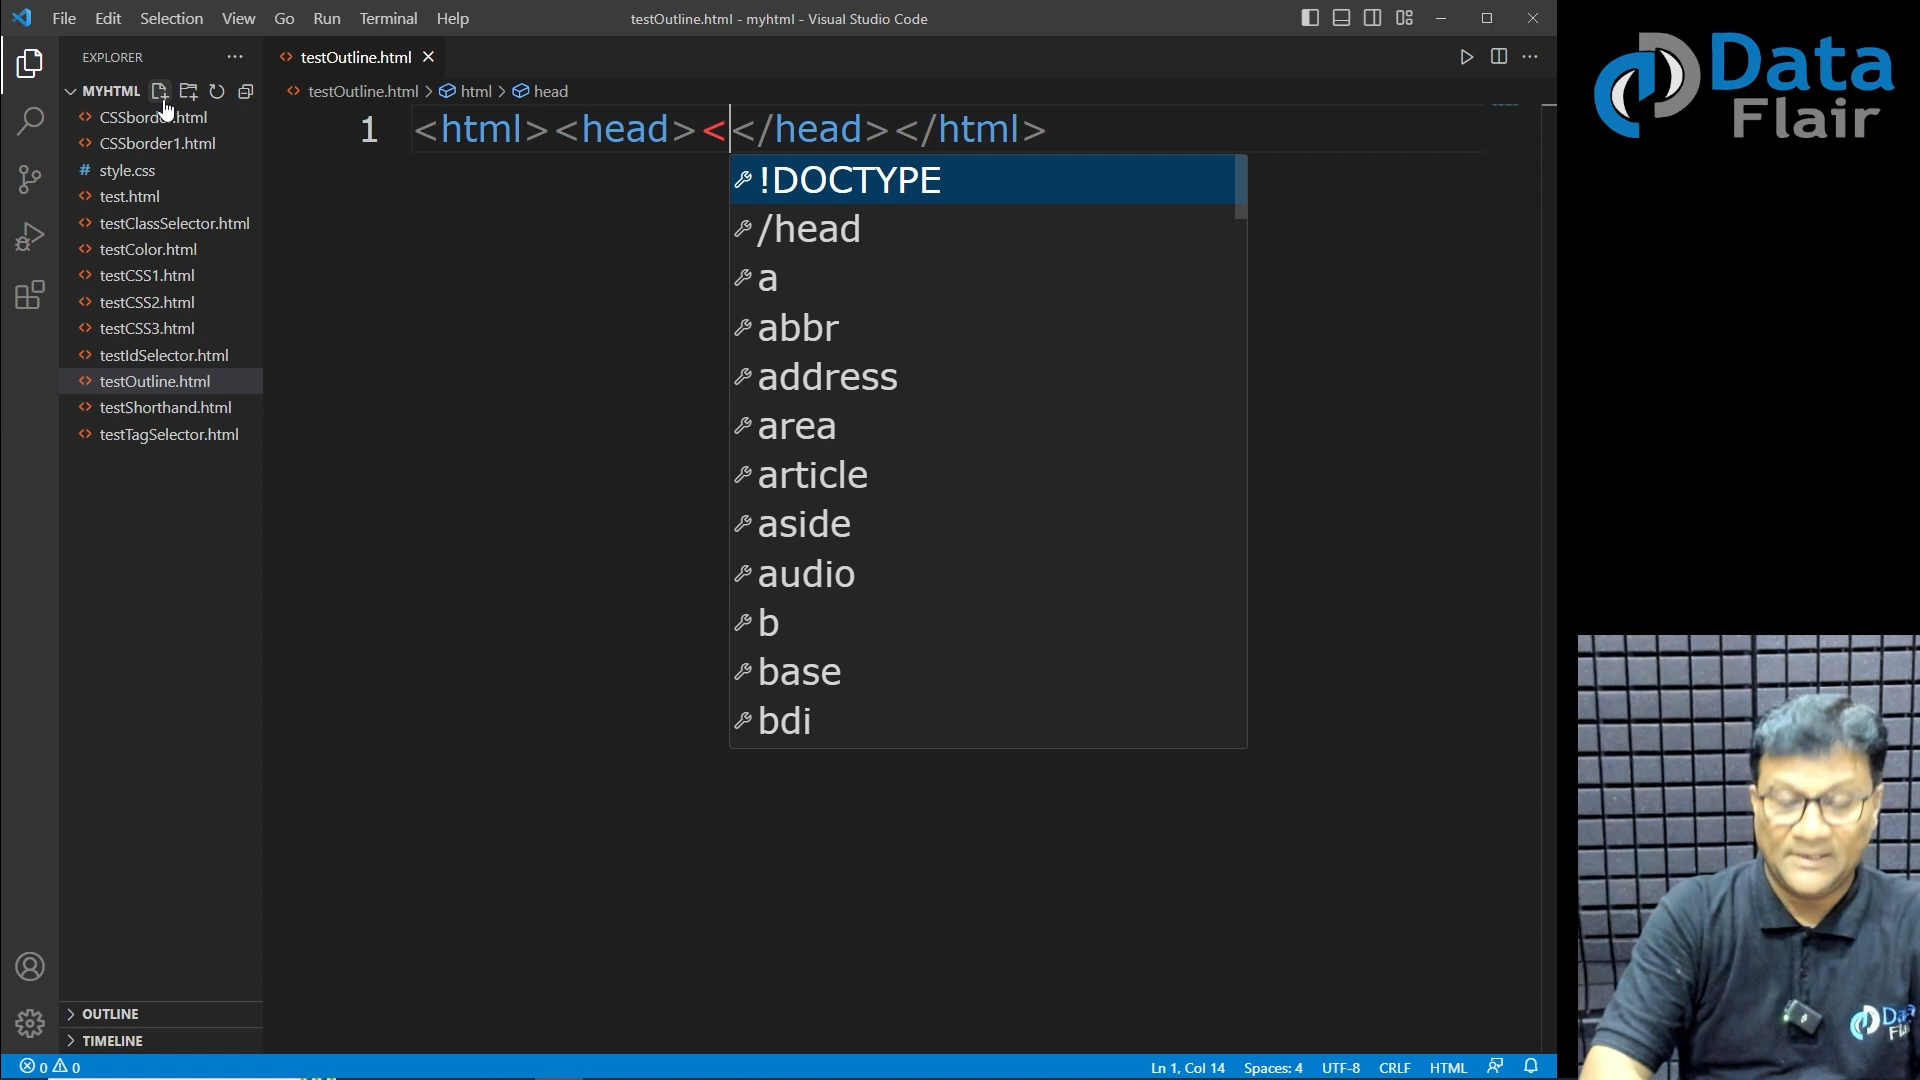 File Edit Selection View Go Run Terminal Help
testOutline.html - myhtml - Visual Studio Code
EXPLORER
testOutline.html
MYHTML
testOutline.html > html > head
CSSborder.html
CSSborder1.html
style.css
test.html
testClassSelector.html
testColor.html
testCSS1.html
testCSS2.html
testCSS3.html
testIdSelector.html
testOutline.html
testShorthand.html
testTagSelector.html
OUTLINE
TIMELINE
1 <html><head><</head></html>
!DOCTYPE
/head
a
abbr
address
area
article
aside
audio
b
base
bdi
0 0
Ln 1, Col 14 Spaces: 4 UTF-8 CRLF HTML
Data
Flair